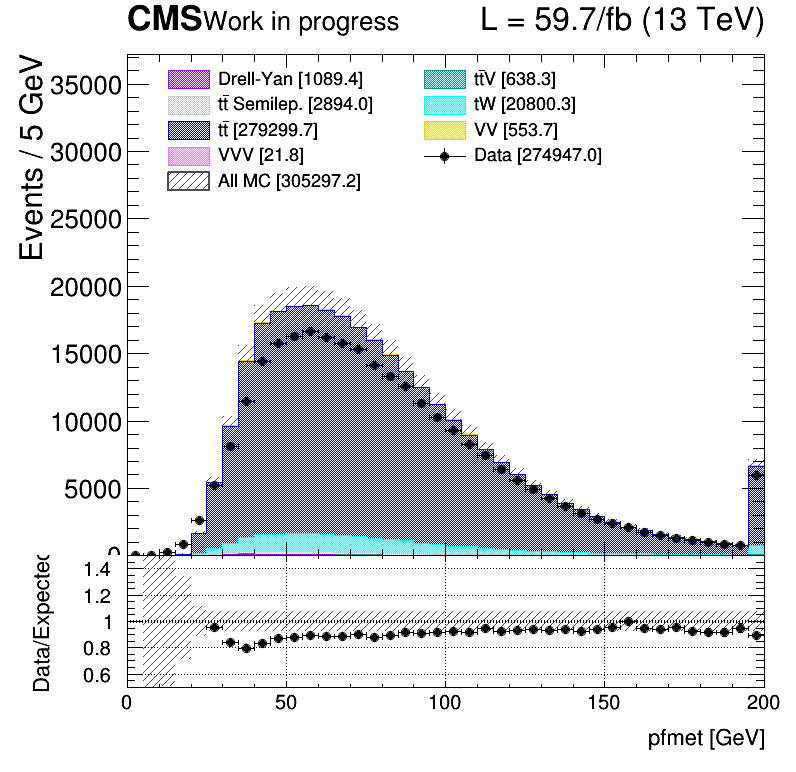 CMS Work in progress L = 59.7/fb (13 TeV)
Events / 5 GeV
35000
30000
25000
20000
15000
10000
5000
0
Drell-Yan [1089.4]
tt̄ Semilep. [2894.0]
tt̄ [279299.7]
VVV [21.8]
All MC [305297.2]
tt̄V [638.3]
tW [20800.3]
VV [553.7]
Data [274947.0]
Data/Expected
1.4
1.2
1
0.8
0.6
0 50 100 150 200
pfmet [GeV]